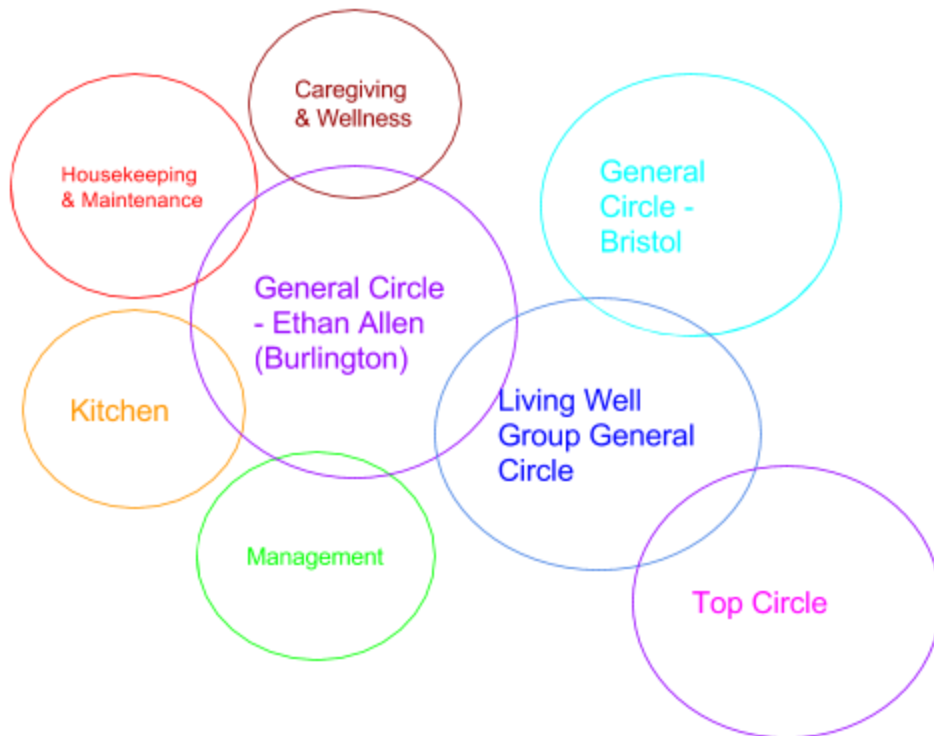 Caregiving
& Wellness
Housekeeping
& Maintenance
General
Circle -
Bristol
General Circle
- Ethan Allen
(Burlington)
Kitchen
Living Well
Group General
Circle
Management
Top Circle